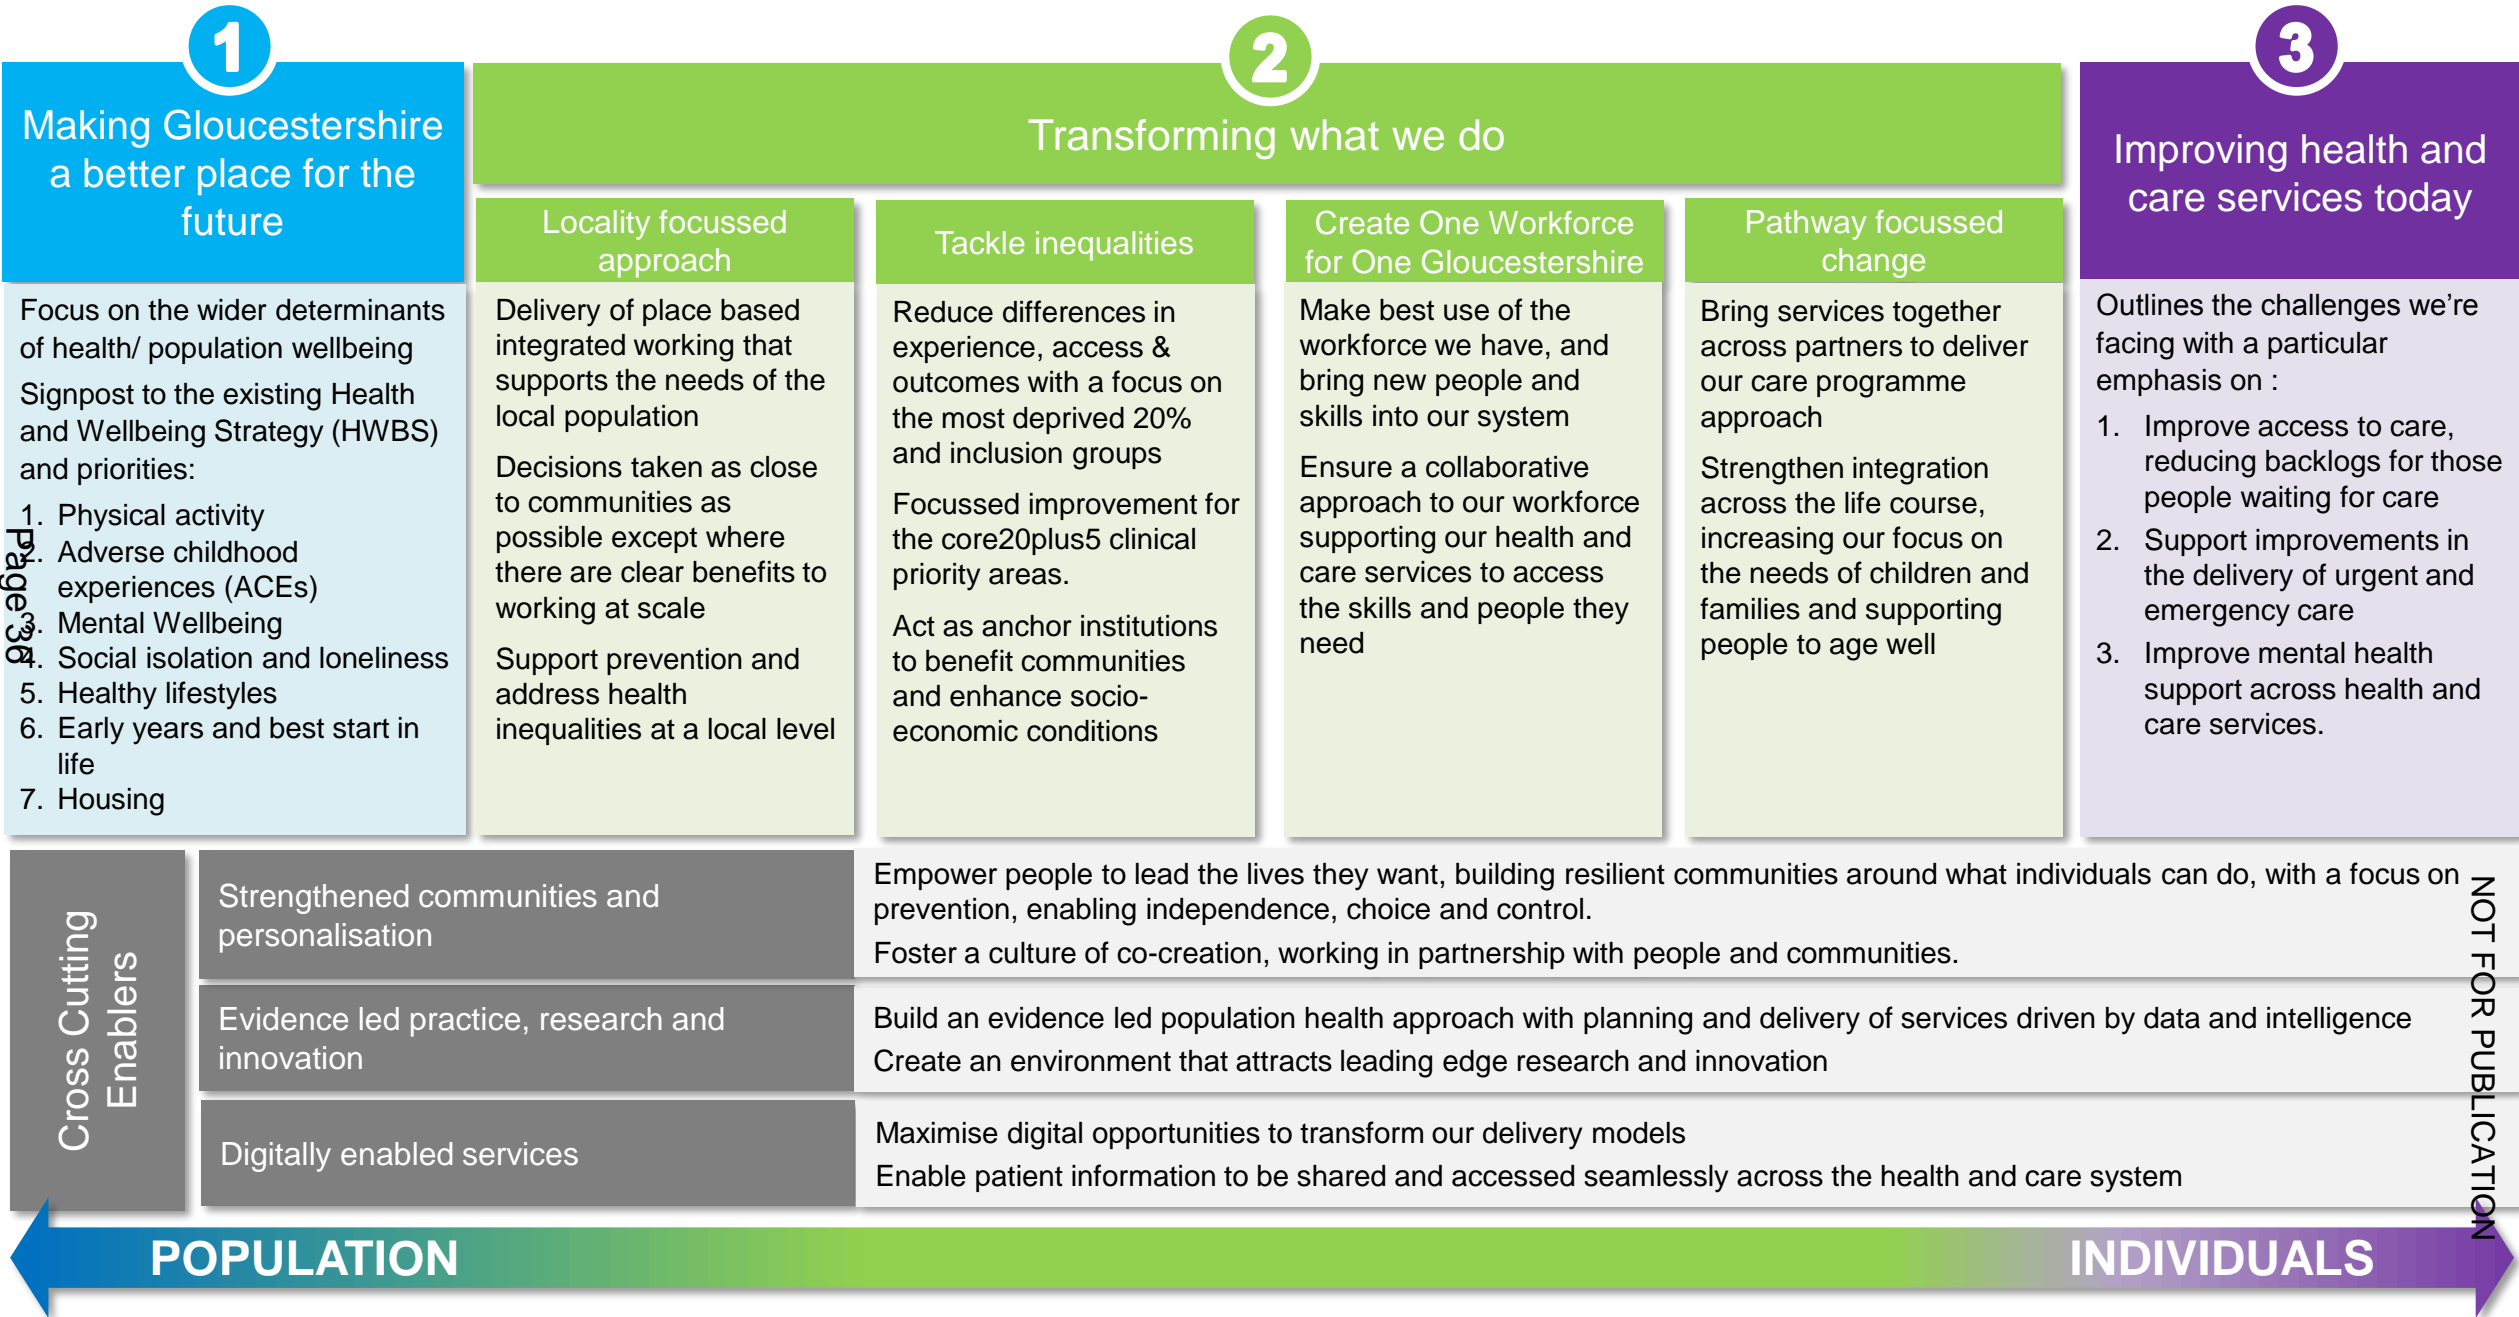 1
Making Gloucestershire
a better place for the
future
Focus on the wider determinants
of health/ population wellbeing
Signpost to the existing Health
and Wellbeing Strategy (HWBS)
and priorities:
1. Physical activity
2. Adverse childhood
experiences (ACEs)
3. Mental Wellbeing
4. Social isolation and loneliness
5. Healthy lifestyles
6. Early years and best start in
life
7. Housing
Page 36
2
Transforming what we do
Locality focussed
approach
Delivery of place based
integrated working that
supports the needs of the
local population
Decisions taken as close
to communities as
possible except where
there are clear benefits to
working at scale
Support prevention and
address health
inequalities at a local level
Tackle inequalities
Reduce differences in
experience, access &
outcomes with a focus on
the most deprived 20%
and inclusion groups
Focussed improvement for
the core20plus5 clinical
priority areas.
Act as anchor institutions
to benefit communities
and enhance socio-
economic conditions
Create One Workforce
for One Gloucestershire
Make best use of the
workforce we have, and
bring new people and
skills into our system
Ensure a collaborative
approach to our workforce
supporting our health and
care services to access
the skills and people they
need
Pathway focussed
change
Bring services together
across partners to deliver
our care programme
approach
Strengthen integration
across the life course,
increasing our focus on
the needs of children and
families and supporting
people to age well
3
Improving health and
care services today
Outlines the challenges we’re
facing with a particular
emphasis on :
1. Improve access to care,
reducing backlogs for those
people waiting for care
2. Support improvements in
the delivery of urgent and
emergency care
3. Improve mental health
support across health and
care services.
Cross Cutting
Enablers
Strengthened communities and
personalisation
Empower people to lead the lives they want, building resilient communities around what individuals can do, with a focus on
prevention, enabling independence, choice and control.
Foster a culture of co-creation, working in partnership with people and communities.
Evidence led practice, research and
innovation
Build an evidence led population health approach with planning and delivery of services driven by data and intelligence
Create an environment that attracts leading edge research and innovation
Digitally enabled services
Maximise digital opportunities to transform our delivery models
Enable patient information to be shared and accessed seamlessly across the health and care system
NOT FOR PUBLICATION
POPULATION
INDIVIDUALS